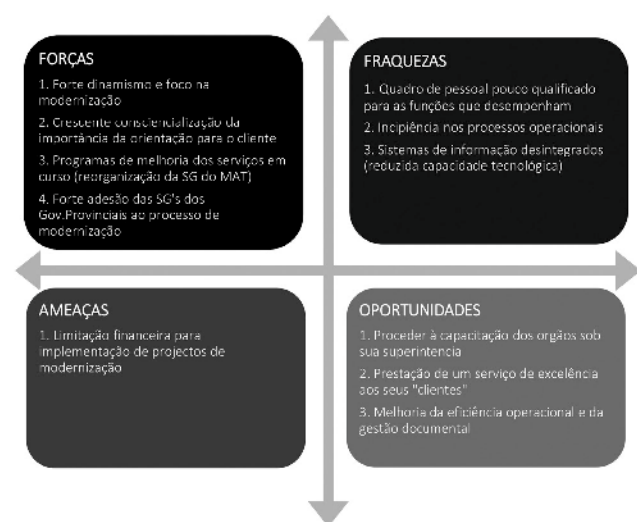 FORÇAS
1. Forte dinamismo e foco na
modernização
2. Crescente consciencialização da
importância da orientação para o cliente
3. Programas de melhoria dos serviços em
curso (reorganização da SG do MAT)
4. Forte adesão das SG's dos
Gov.Provinciais ao processo de
modernização
FRAQUEZAS
1. Quadro de pessoal pouco qualificado
para as funções que desempenham
2. Incipiência nos processos operacionais
3. Sistemas de informação desintegrados
(reduzida capacidade tecnológica)
AMEAÇAS
1. Limitação financeira para
implementação de projectos de
modernização
OPORTUNIDADES
1. Proceder à capacitação dos orgãos sob
sua superintencia
2. Prestação de um serviço de excelência
aos seus "clientes"
3. Melhoria da eficiência operacional e da
gestão documental